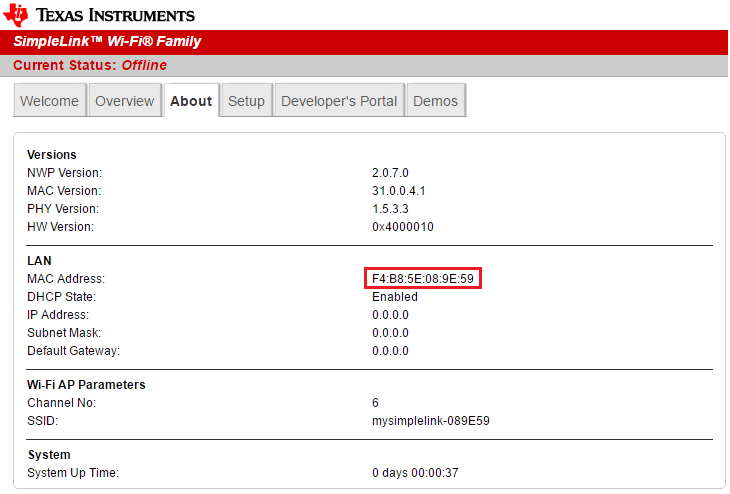 TEXAS INSTRUMENTS
SimpleLink™ Wi-Fi® Family
Current Status: Offline
Welcome Overview About Setup Developer's Portal Demos
Versions
NWP Version: 2.0.7.0
MAC Version: 31.0.0.4.1
PHY Version: 1.5.3.3
HW Version: 0x4000010
LAN
MAC Address: F4:B8:5E:08:9E:59
DHCP State: Enabled
IP Address: 0.0.0.0
Subnet Mask: 0.0.0.0
Default Gateway: 0.0.0.0
Wi-Fi AP Parameters
Channel No: 6
SSID: mysimplelink-089E59
System
System Up Time: 0 days 00:00:37